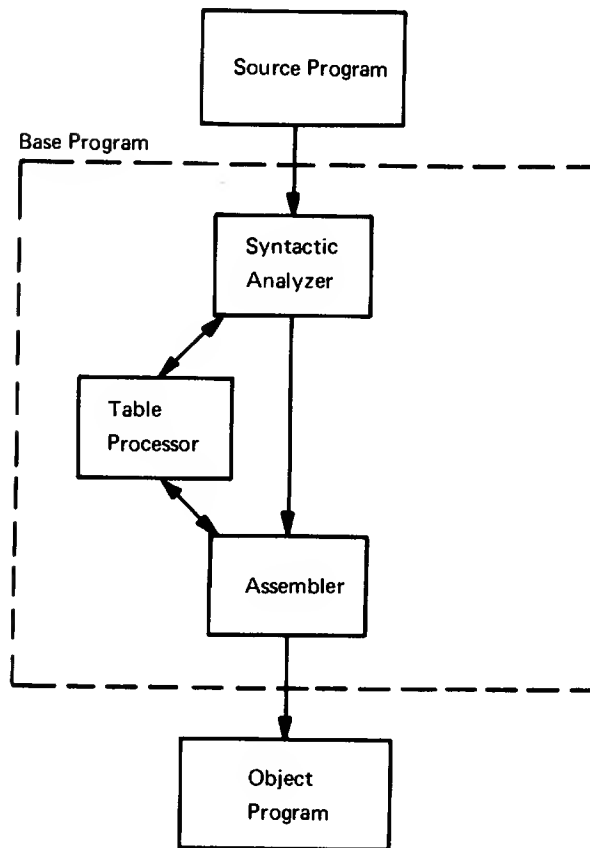 Source Program
Base Program
Syntactic
Analyzer
Table
Processor
Assembler
Object
Program